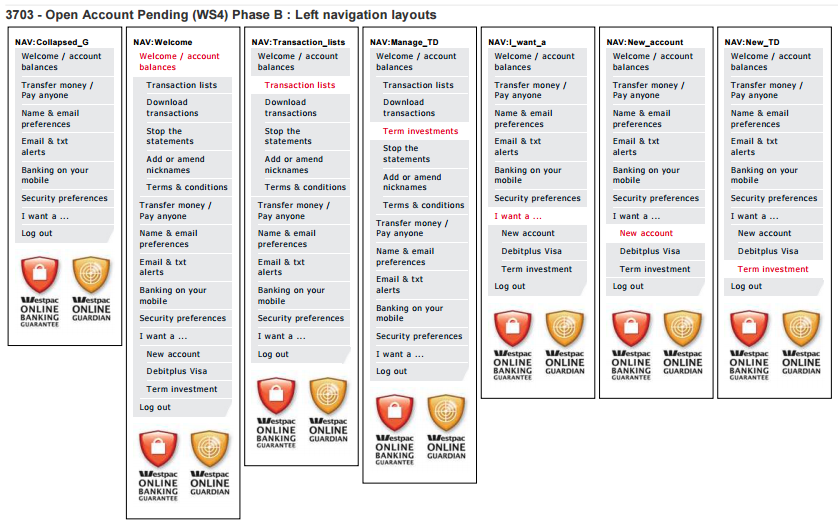 3703 - Open Account Pending (WS4) Phase B : Left navigation layouts
NAV:Collapsed_G
Welcome / account
balances
Transfer money /
Pay anyone
Name & email
preferences
Email & txt
alerts
Banking on your
mobile
Security preferences
I want a ...
Log out
Westpac
ONLINE
BANKING
GUARANTEE
Westpac
ONLINE
GUARDIAN
NAV:Welcome
Welcome / account
balances
Transaction lists
Download
transactions
Stop the
statements
Add or amend
nicknames
Terms & conditions
Transfer money /
Pay anyone
Name & email
preferences
Email & txt
alerts
Banking on your
mobile
Security preferences
I want a ...
New account
Debitplus Visa
Term investment
Log out
Westpac
ONLINE
BANKING
GUARANTEE
Westpac
ONLINE
GUARDIAN
NAV:Transaction_lists
Welcome / account
balances
Transaction lists
Download
transactions
Stop the
statements
Add or amend
nicknames
Terms & conditions
Transfer money /
Pay anyone
Name & email
preferences
Email & txt
alerts
Banking on your
mobile
Security preferences
I want a ...
Log out
Westpac
ONLINE
BANKING
GUARANTEE
Westpac
ONLINE
GUARDIAN
NAV:Manage_TD
Welcome / account
balances
Transaction lists
Download
transactions
Term investments
Stop the
statements
Add or amend
nicknames
Terms & conditions
Transfer money /
Pay anyone
Name & email
preferences
Email & txt
alerts
Banking on your
mobile
Security preferences
I want a ...
Log out
Westpac
ONLINE
BANKING
GUARANTEE
Westpac
ONLINE
GUARDIAN
NAV:I_want_a
Welcome / account
balances
Transfer money /
Pay anyone
Name & email
preferences
Email & txt
alerts
Banking on your
mobile
Security preferences
I want a ...
New account
Debitplus Visa
Term investment
Log out
Westpac
ONLINE
BANKING
GUARANTEE
Westpac
ONLINE
GUARDIAN
NAV:New_account
Welcome / account
balances
Transfer money /
Pay anyone
Name & email
preferences
Email & txt
alerts
Banking on your
mobile
Security preferences
I want a ...
New account
Debitplus Visa
Term investment
Log out
Westpac
ONLINE
BANKING
GUARANTEE
Westpac
ONLINE
GUARDIAN
NAV:New_TD
Welcome / account
balances
Transfer money /
Pay anyone
Name & email
preferences
Email & txt
alerts
Banking on your
mobile
Security preferences
I want a ...
New account
Debitplus Visa
Term investment
Log out
Westpac
ONLINE
BANKING
GUARANTEE
Westpac
ONLINE
GUARDIAN